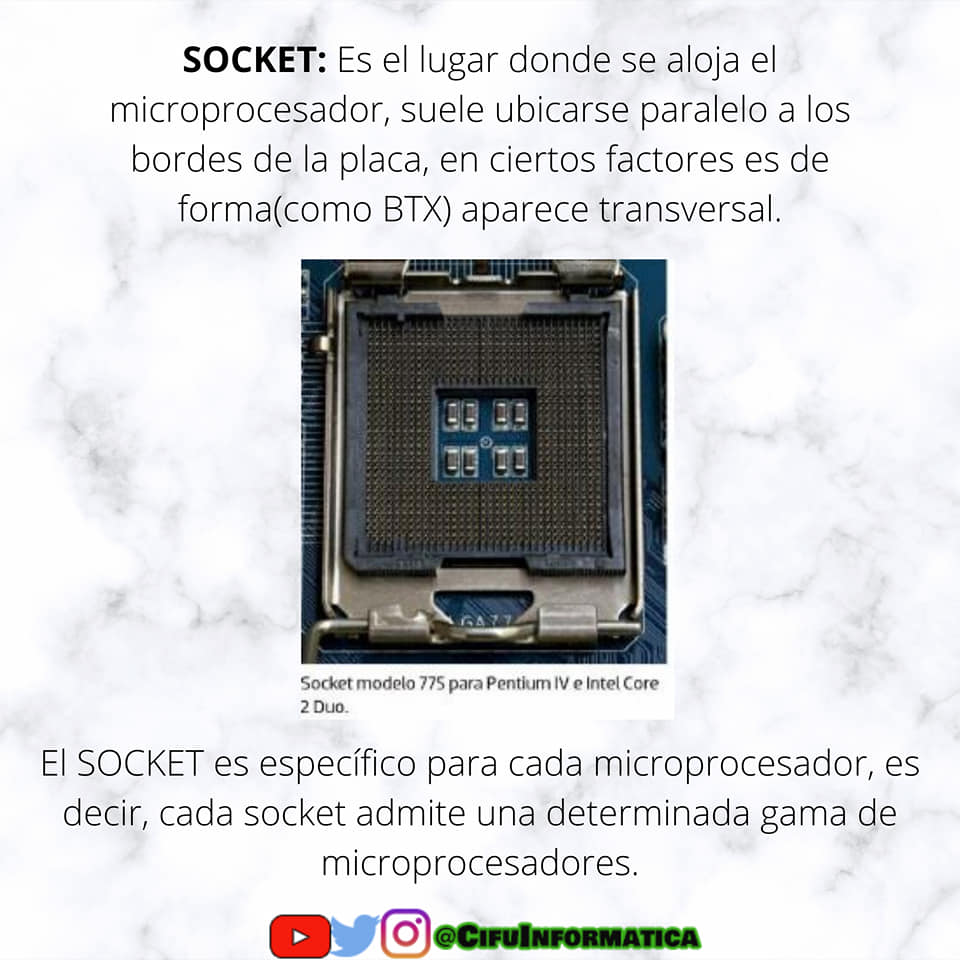 SOCKET: Es el lugar donde se aloja el
microprocesador, suele ubicarse paralelo a los
bordes de la placa, en ciertos factores es de
forma(como BTX) aparece transversal.
Socket modelo 775 para Pentium IV e Intel Core
2 Duo.
El SOCKET es específico para cada microprocesador, es
decir, cada socket admite una determinada gama de
microprocesadores.
@CifuInformatica